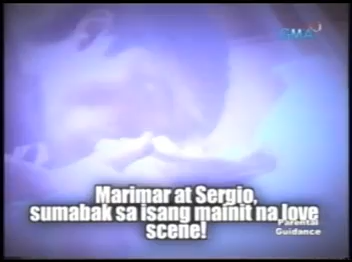 GMA
Marimar at Sergio,
sumabak sa isang mainit na love
scene!
Parental
Guidance